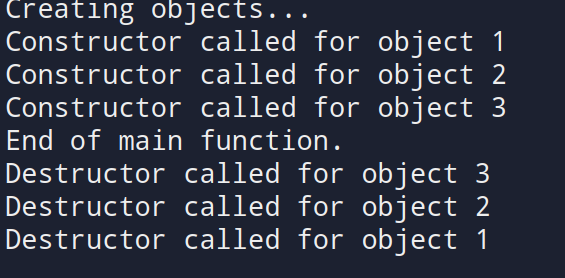 Creating objects...
Constructor called for object 1
Constructor called for object 2
Constructor called for object 3
End of main function.
Destructor called for object 3
Destructor called for object 2
Destructor called for object 1